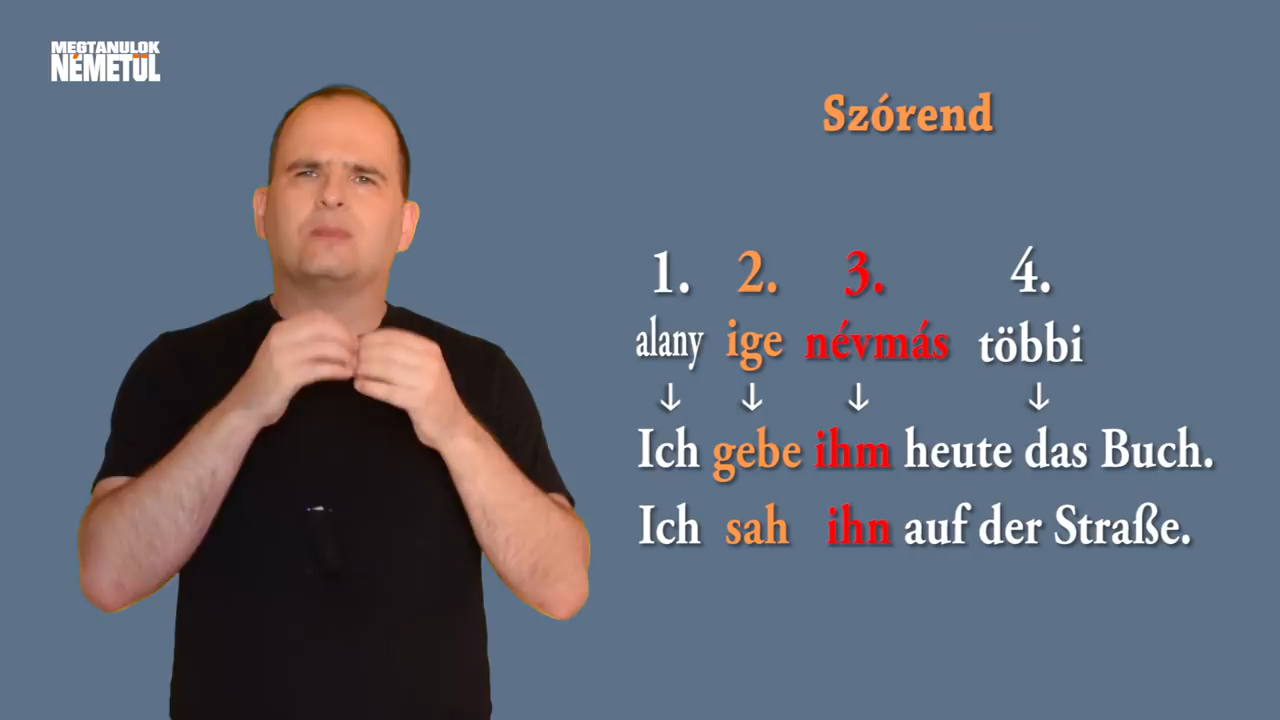 MEGTANULOK
NÉMETÜL
Szórend
1. 2. 3. 4.
alany ige névmás többi
↓ ↓ ↓ ↓
Ich gebe ihm heute das Buch.
Ich sah ihn auf der Straße.